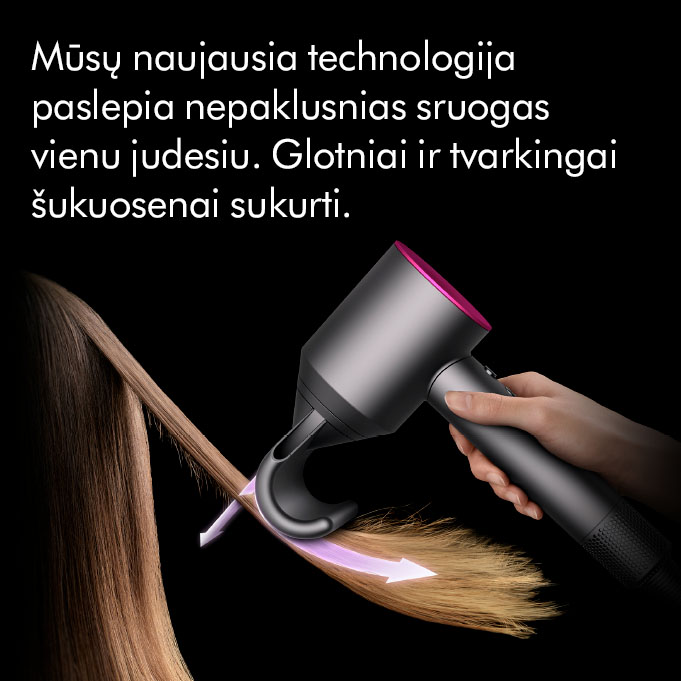 Mūsų naujausia technologija
paslepia nepaklusnias sruogas
vienu judesiu. Glotniai ir tvarkingai
šukuosenai sukurti.